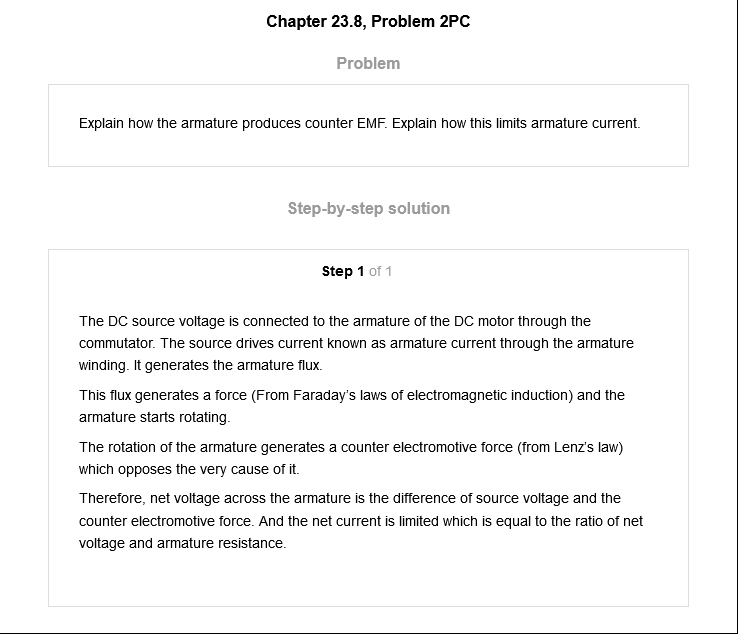 Chapter 23.8, Problem 2PC
Problem
Explain how the armature produces counter EMF. Explain how this limits armature current.
Step-by-step solution
Step 1 of 1
The DC source voltage is connected to the armature of the DC motor through the
commutator. The source drives current known as armature current through the armature
winding. It generates the armature flux.
This flux generates a force (From Faraday's laws of electromagnetic induction) and the
armature starts rotating.
The rotation of the armature generates a counter electromotive force (from Lenz's law)
which opposes the very cause of it.
Therefore, net voltage across the armature is the difference of source voltage and the
counter electromotive force. And the net current is limited which is equal to the ratio of net
voltage and armature resistance.